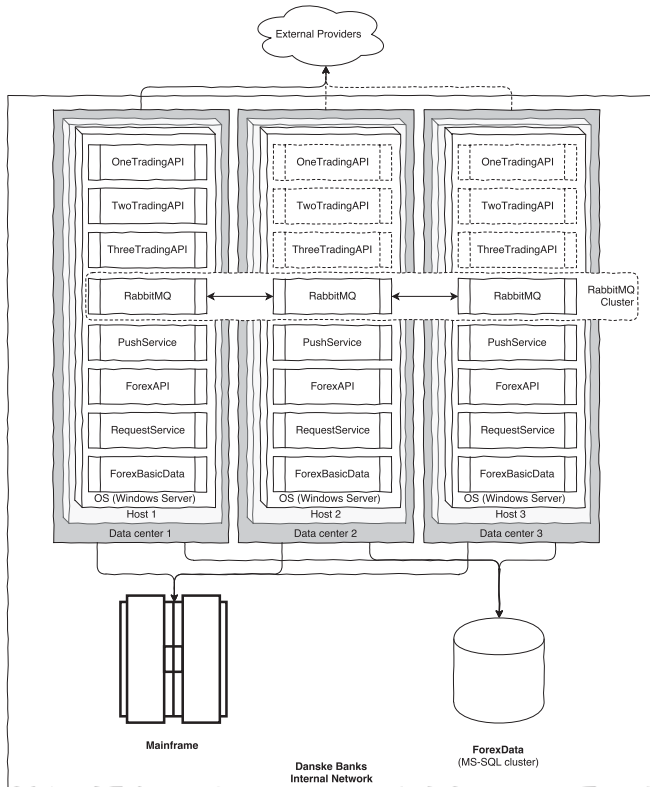 External Providers
OneTradingAPI
TwoTradingAPI
ThreeTradingAPI
RabbitMQ
PushService
ForexAPI
RequestService
ForexBasicData
OS (Windows Server)
Host 1
Data center 1
OneTradingAPI
TwoTradingAPI
ThreeTradingAPI
RabbitMQ
PushService
ForexAPI
RequestService
ForexBasicData
OS (Windows Server)
Host 2
Data center 2
OneTradingAPI
TwoTradingAPI
ThreeTradingAPI
RabbitMQ
PushService
ForexAPI
RequestService
ForexBasicData
OS (Windows Server)
Host 3
Data center 3
RabbitMQ
Cluster
Mainframe
ForexData
(MS-SQL cluster)
Danske Banks
Internal Network